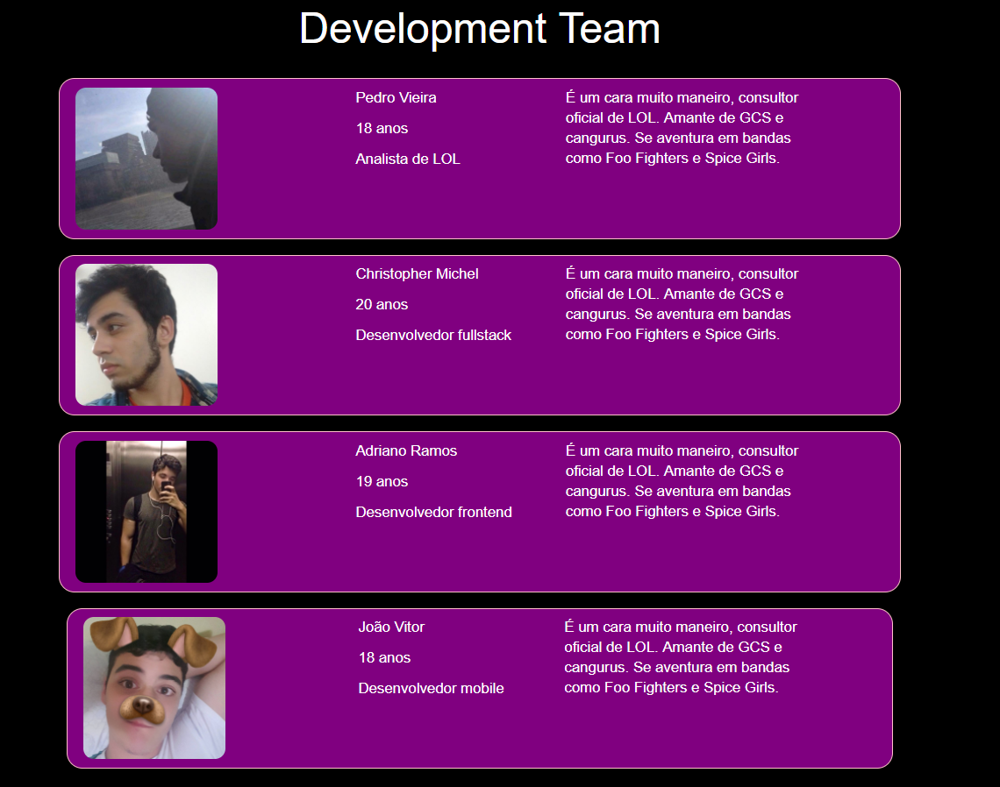 Development Team
Pedro Vieira
18 anos
Analista de LOL
É um cara muito maneiro, consultor
oficial de LOL. Amante de GCS e
cangurus. Se aventura em bandas
como Foo Fighters e Spice Girls.
Christopher Michel
20 anos
Desenvolvedor fullstack
É um cara muito maneiro, consultor
oficial de LOL. Amante de GCS e
cangurus. Se aventura em bandas
como Foo Fighters e Spice Girls.
Adriano Ramos
19 anos
Desenvolvedor frontend
É um cara muito maneiro, consultor
oficial de LOL. Amante de GCS e
cangurus. Se aventura em bandas
como Foo Fighters e Spice Girls.
João Vitor
18 anos
Desenvolvedor mobile
É um cara muito maneiro, consultor
oficial de LOL. Amante de GCS e
cangurus. Se aventura em bandas
como Foo Fighters e Spice Girls.